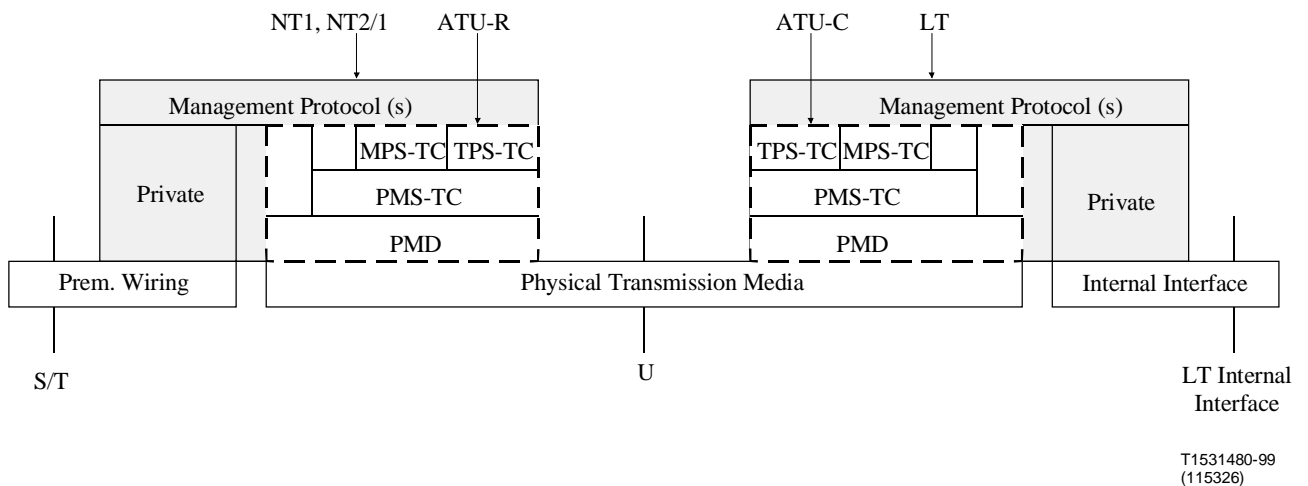 NT1, NT2/1 ATU-R ATU-C LT
Management Protocol (s) Management Protocol (s)
MPS-TC TPS-TC TPS-TC MPS-TC
Private PMS-TC PMS-TC Private
PMD PMD
Prem. Wiring Physical Transmission Media Internal Interface
S/T U LT Internal
Interface
T1531480-99
(115326)